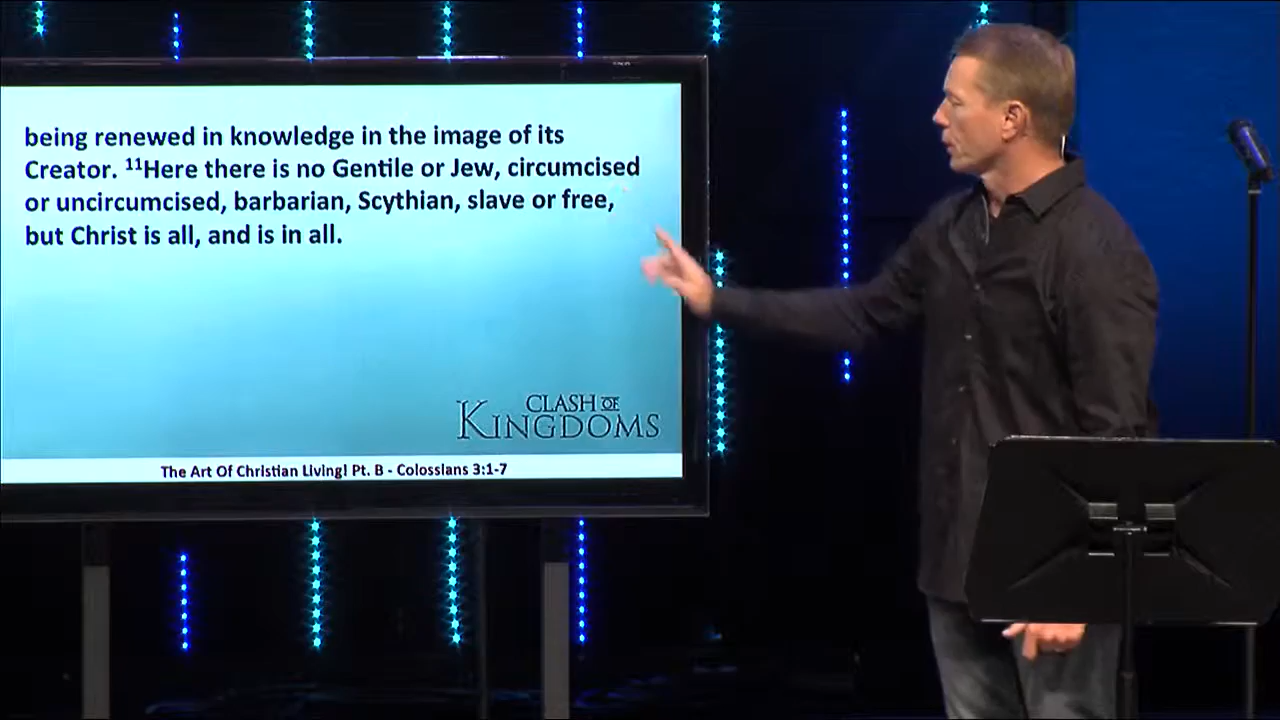 being renewed in knowledge in the image of its
Creator. ¹¹Here there is no Gentile or Jew, circumcised
or uncircumcised, barbarian, Scythian, slave or free,
but Christ is all, and is in all.
CLASH OF
KINGDOMS
The Art Of Christian Living! Pt. B - Colossians 3:1-7